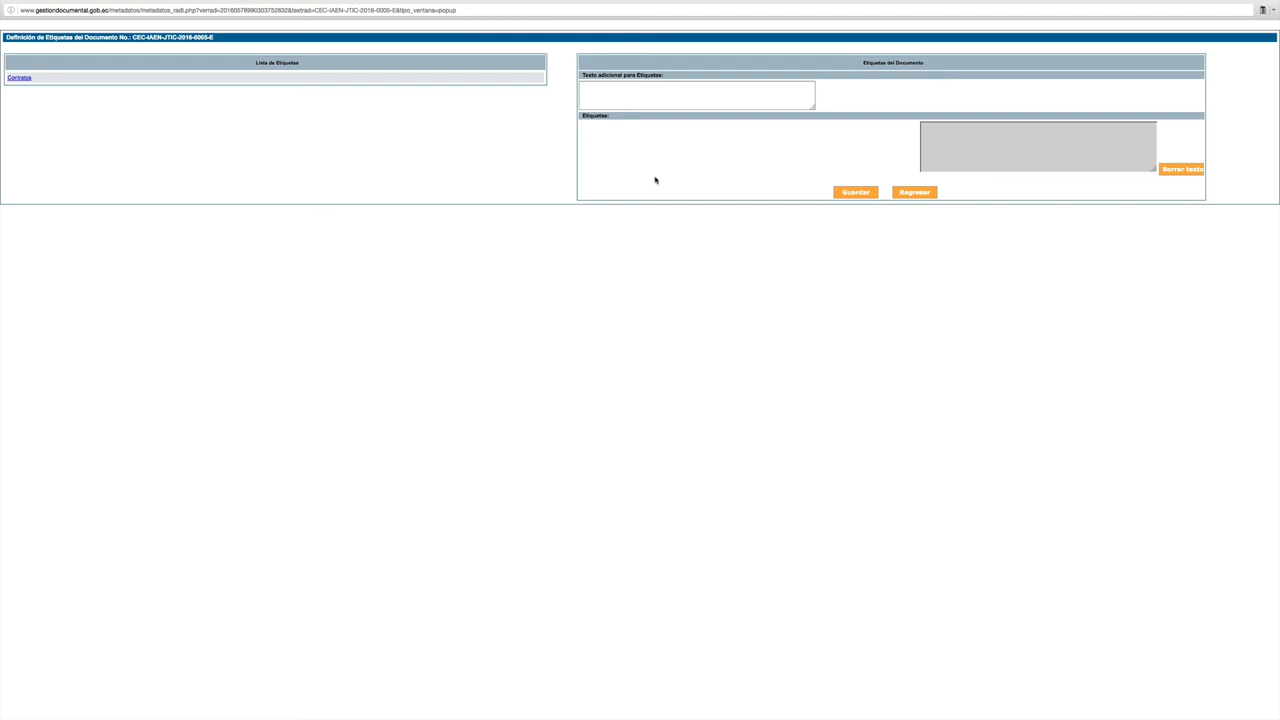 www.gestiondocumental.gob.ec/metadatos/metadatos_radi.php?verrad=20160578990303752832&textrad=CEC-IAEN-JTIC-2016-0005-E&tipo_ventana=popup
Definición de Etiquetas del Documento No.: CEC-IAEN-JTIC-2016-0005-E
Lista de Etiquetas
Contratos
Etiquetas del Documento
Texto adicional para Etiquetas:
Etiquetas:
Borrar texto
Guardar
Regresar